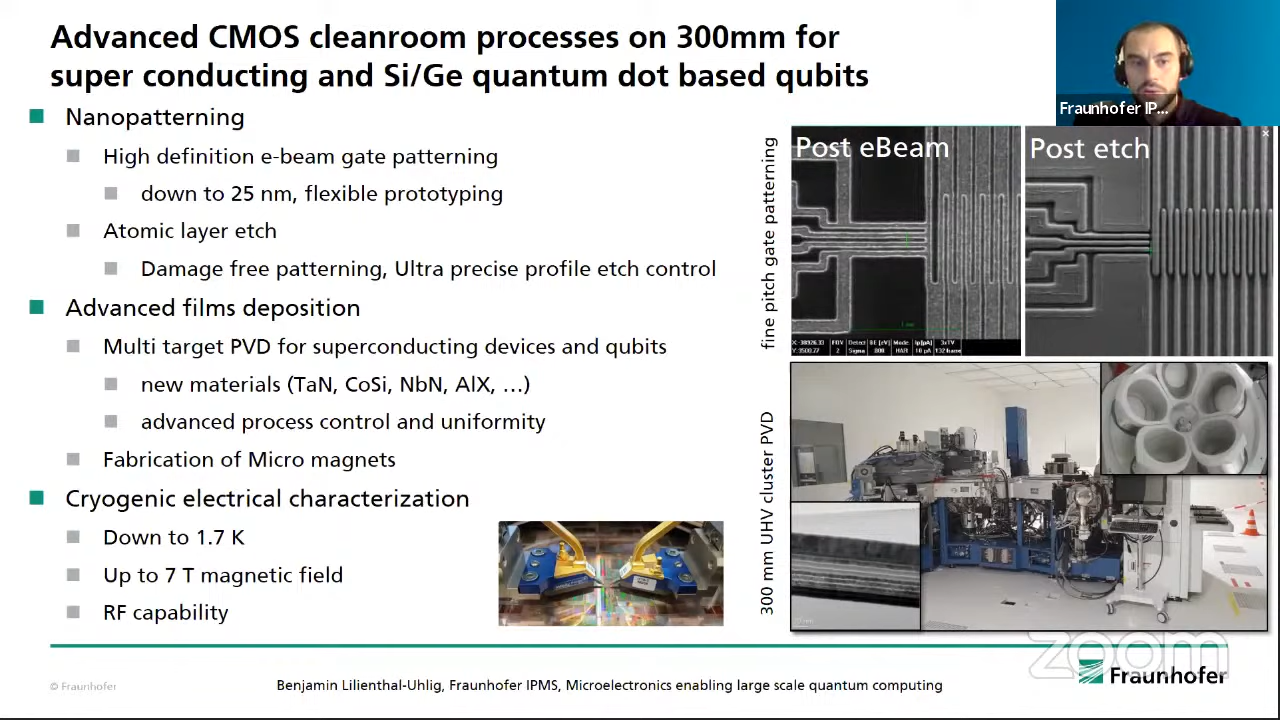 Advanced CMOS cleanroom processes on 300mm for
super conducting and Si/Ge quantum dot based qubits
Fraunhofer IP...
Nanopatterning
High definition e-beam gate patterning
down to 25 nm, flexible prototyping
Atomic layer etch
Damage free patterning, Ultra precise profile etch control
Advanced films deposition
Multi target PVD for superconducting devices and qubits
new materials (TaN, CoSi, NbN, AlX, …)
advanced process control and uniformity
Fabrication of Micro magnets
Cryogenic electrical characterization
Down to 1.7 K
Up to 7 T magnetic field
RF capability
fine pitch gate patterning
Post eBeam
Post etch
300 mm UHV cluster PVD
zoom
© Fraunhofer
Benjamin Lilienthal-Uhlig, Fraunhofer IPMS, Microelectronics enabling large scale quantum computing
Fraunhofer